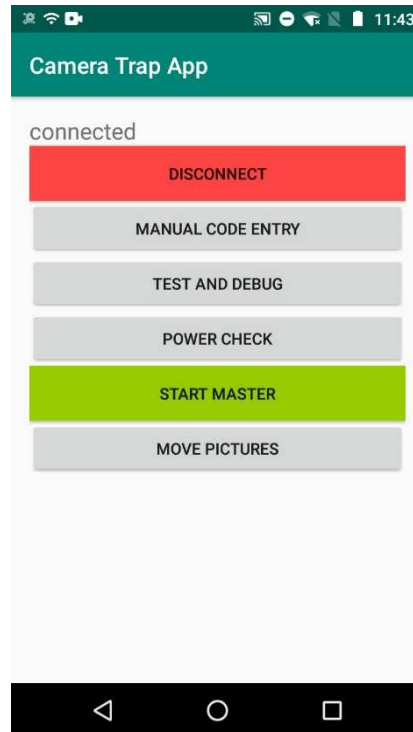 11:43
Camera Trap App
connected
DISCONNECT
MANUAL CODE ENTRY
TEST AND DEBUG
POWER CHECK
START MASTER
MOVE PICTURES